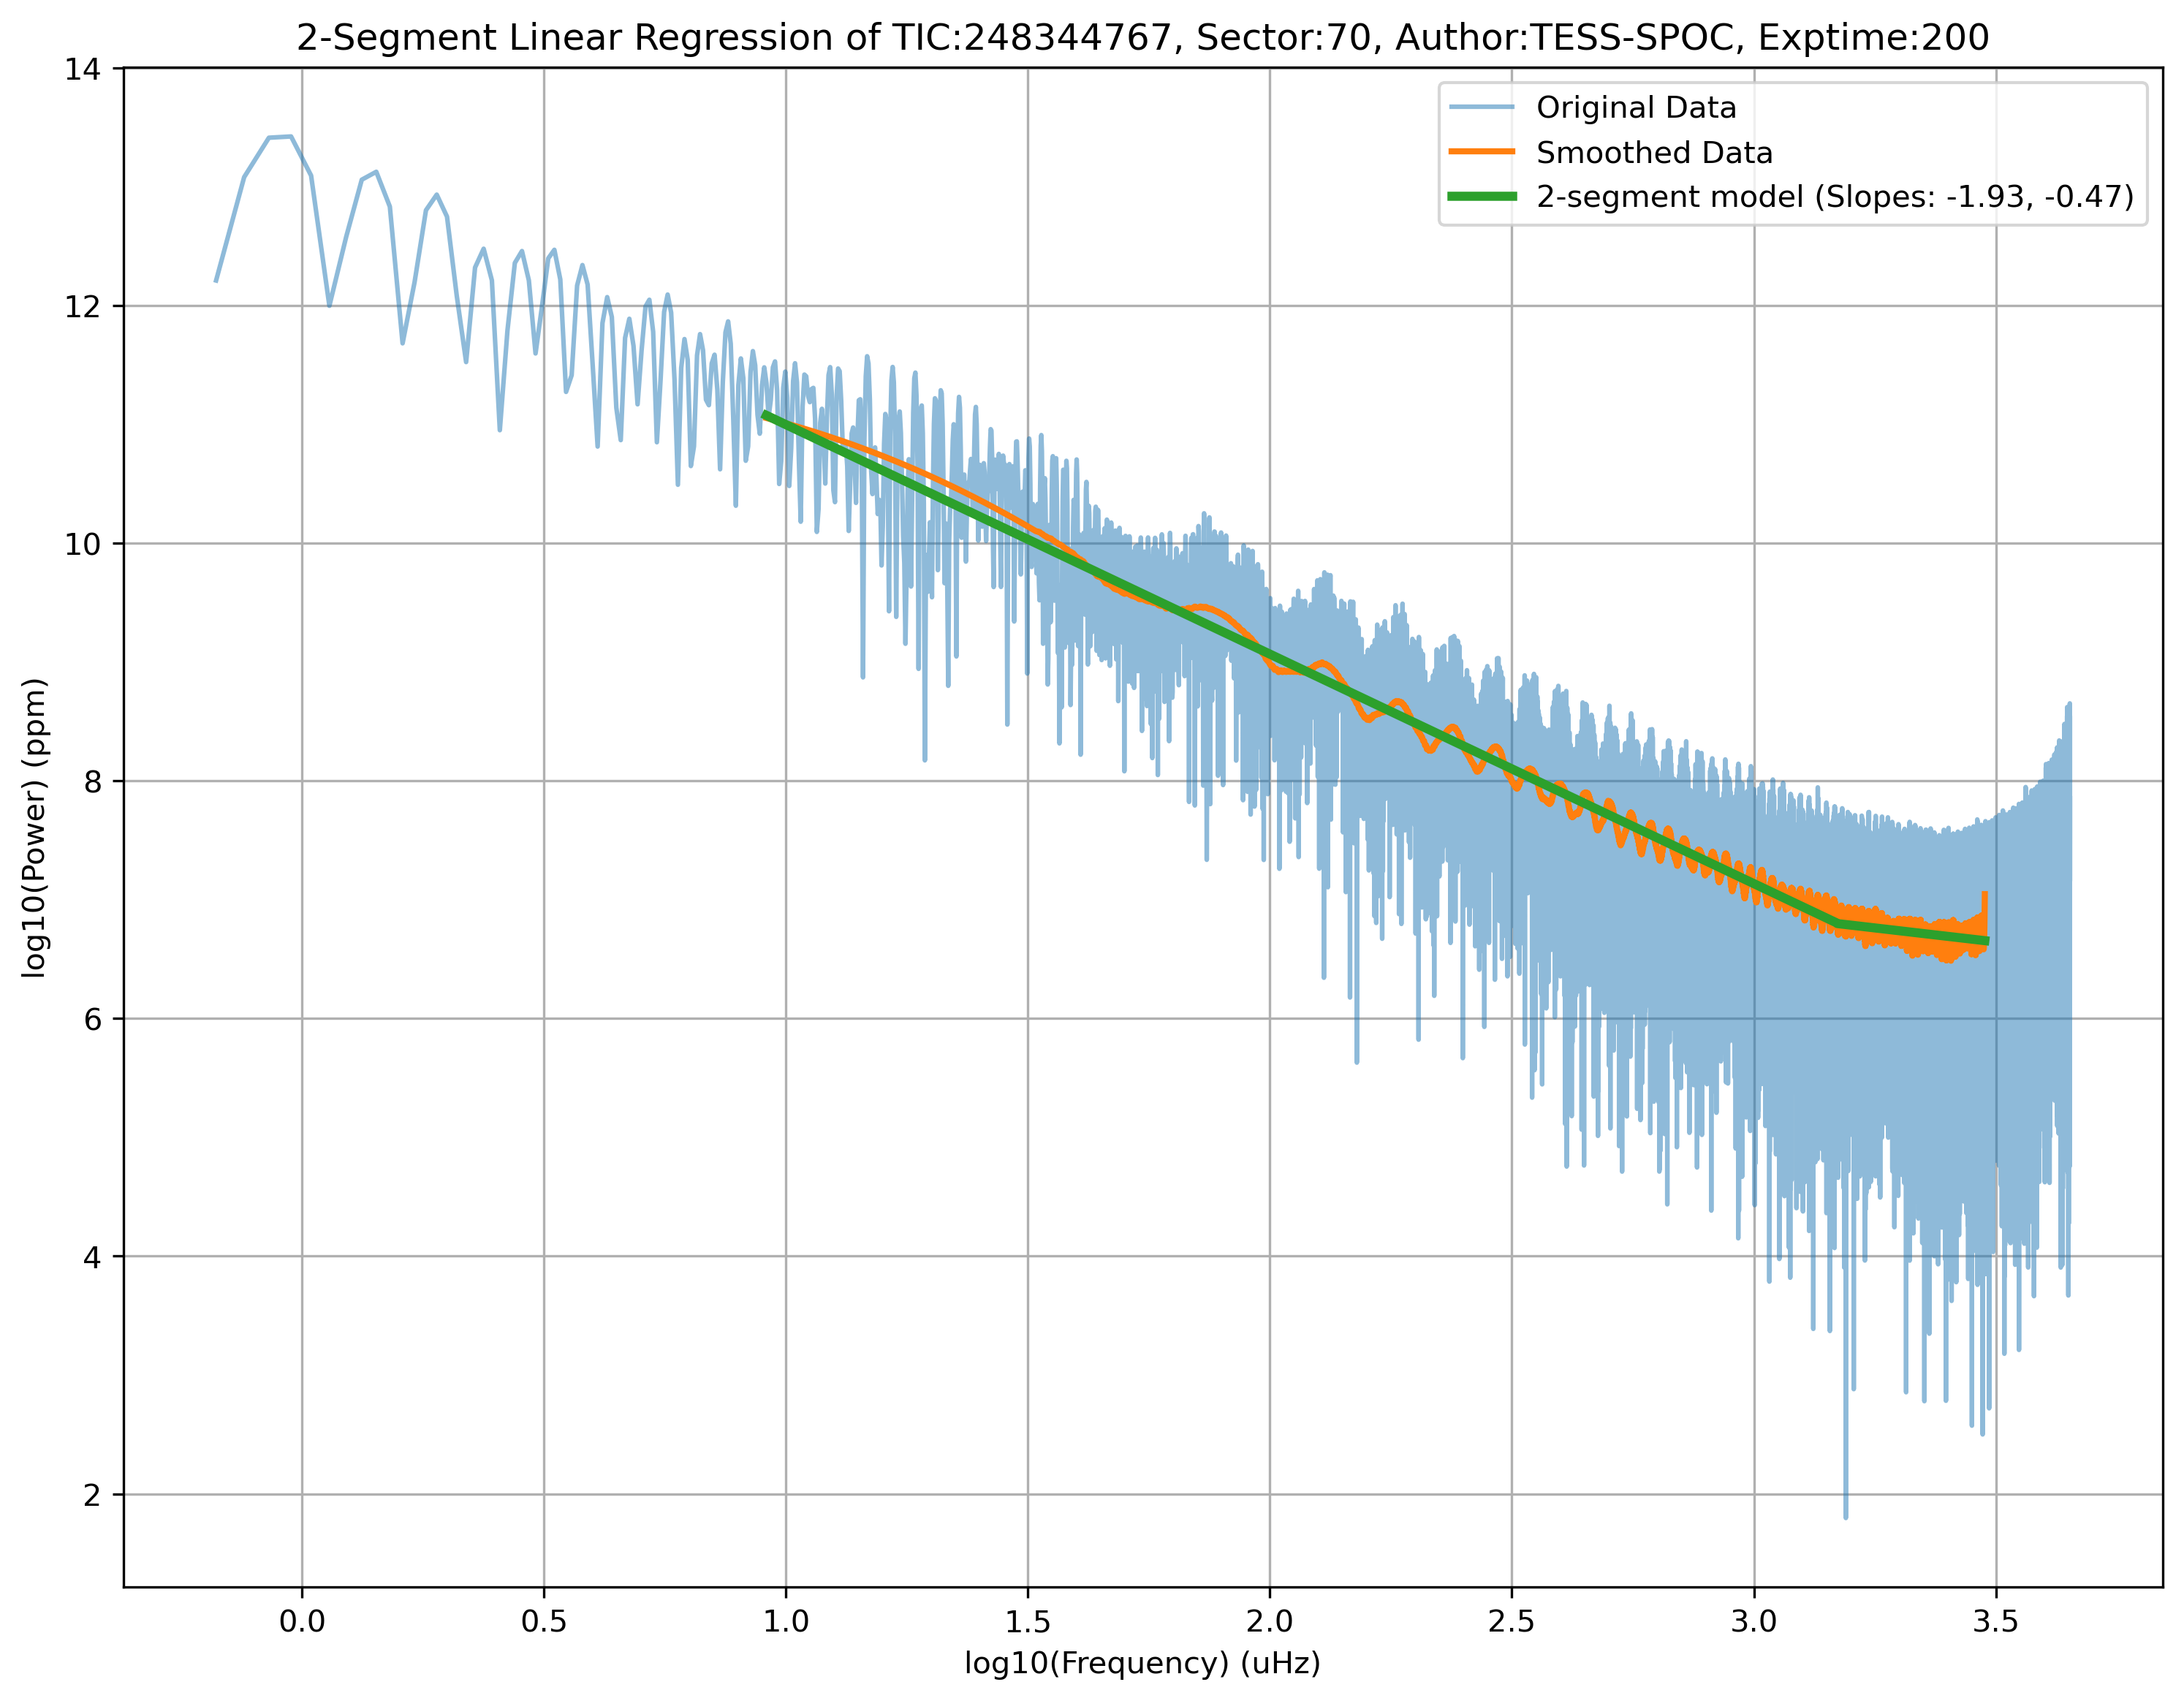 2-Segment Linear Regression of TIC:248344767, Sector:70, Author:TESS-SPOC, Exptime:200
Original Data
Smoothed Data
2-segment model (Slopes: -1.93, -0.47)
log10(Power) (ppm)
14
12
10
8
6
4
2
0.0 0.5 1.0 1.5 2.0 2.5 3.0 3.5
log10(Frequency) (uHz)